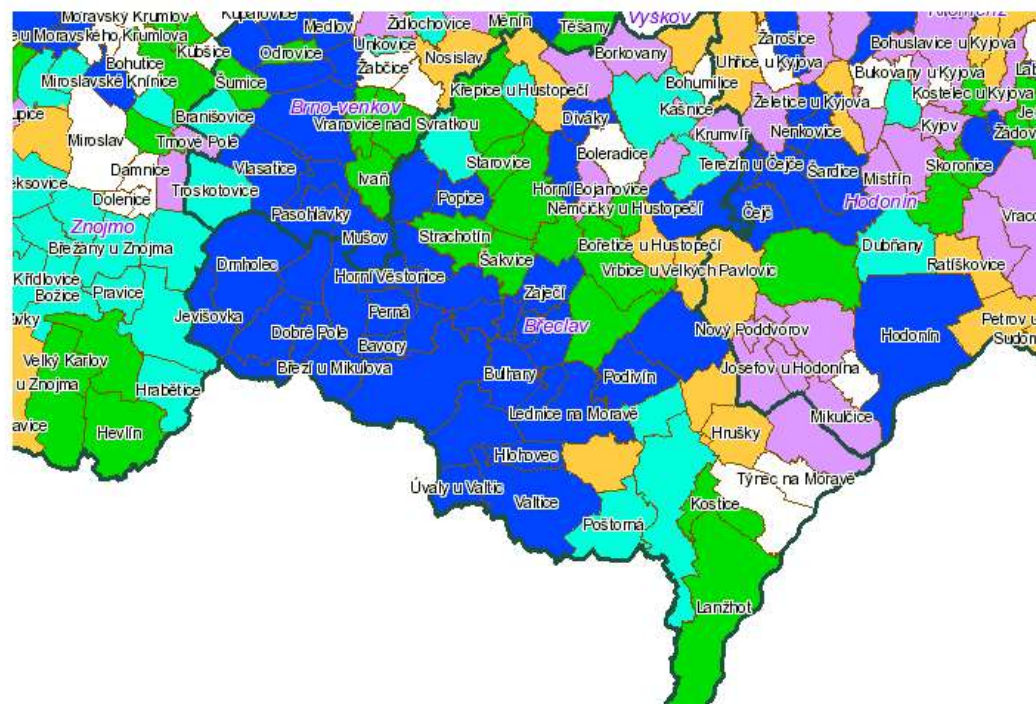 Moravský Krumlov
Kupařovice
Medlov
Židlochovice
Měnín
Těšany
Vyškov
u Moravského Krumlova
Odrovice
Unkovice
Nosislav
Borkovany
Žarošice
Bohuslavice u Kyjova
Bohutice
Kubšice
Žabčice
Bohumilice
Uhřice u Kyjova
Bukovany u Kyjova
Miroslavské Knínice
Šumice
Křepice u Hustopečí
Kašnice
Želetice u Kyjova
Kostelec u Kyjova
Brno-venkov
Branišovice
Vranovice nad Svratkou
Diváky
Krumvíř
Nenkovice
Kyjov
Miroslav
Trnové Pole
Boleradice
Damnice
Vlasatice
Ivaň
Starovice
Terezín u Čejče
Šardice
Mistřín
Skoronice
Troskotovice
Horní Bojanovice
Dolenice
Pasohlávky
Popice
Němčičky u Hustopečí
Čejč
Hodonín
Znojmo
Mušov
Strachotín
Bořetice u Hustopečí
Dubňany
Břežany u Znojma
Drnholec
Horní Věstonice
Šakvice
Vrbice u Velkých Pavlovic
Ratíškovice
Křídlovice
Božice
Pravice
Jevišovka
Perná
Zaječí
Břeclav
Nový Poddvorov
Hodonín
Petrov u
Velký Karlov
Dobré Pole
Bavory
Březí u Mikulova
Bulhary
Podivín
Josefov u Hodonína
u Znojma
Hrabětice
Lednice na Moravě
Mikulčice
Hevlín
Hrušky
Hlohovec
Týnec na Moravě
Úvaly u Valtic
Valtice
Poštorná
Kostice
Lanžhot